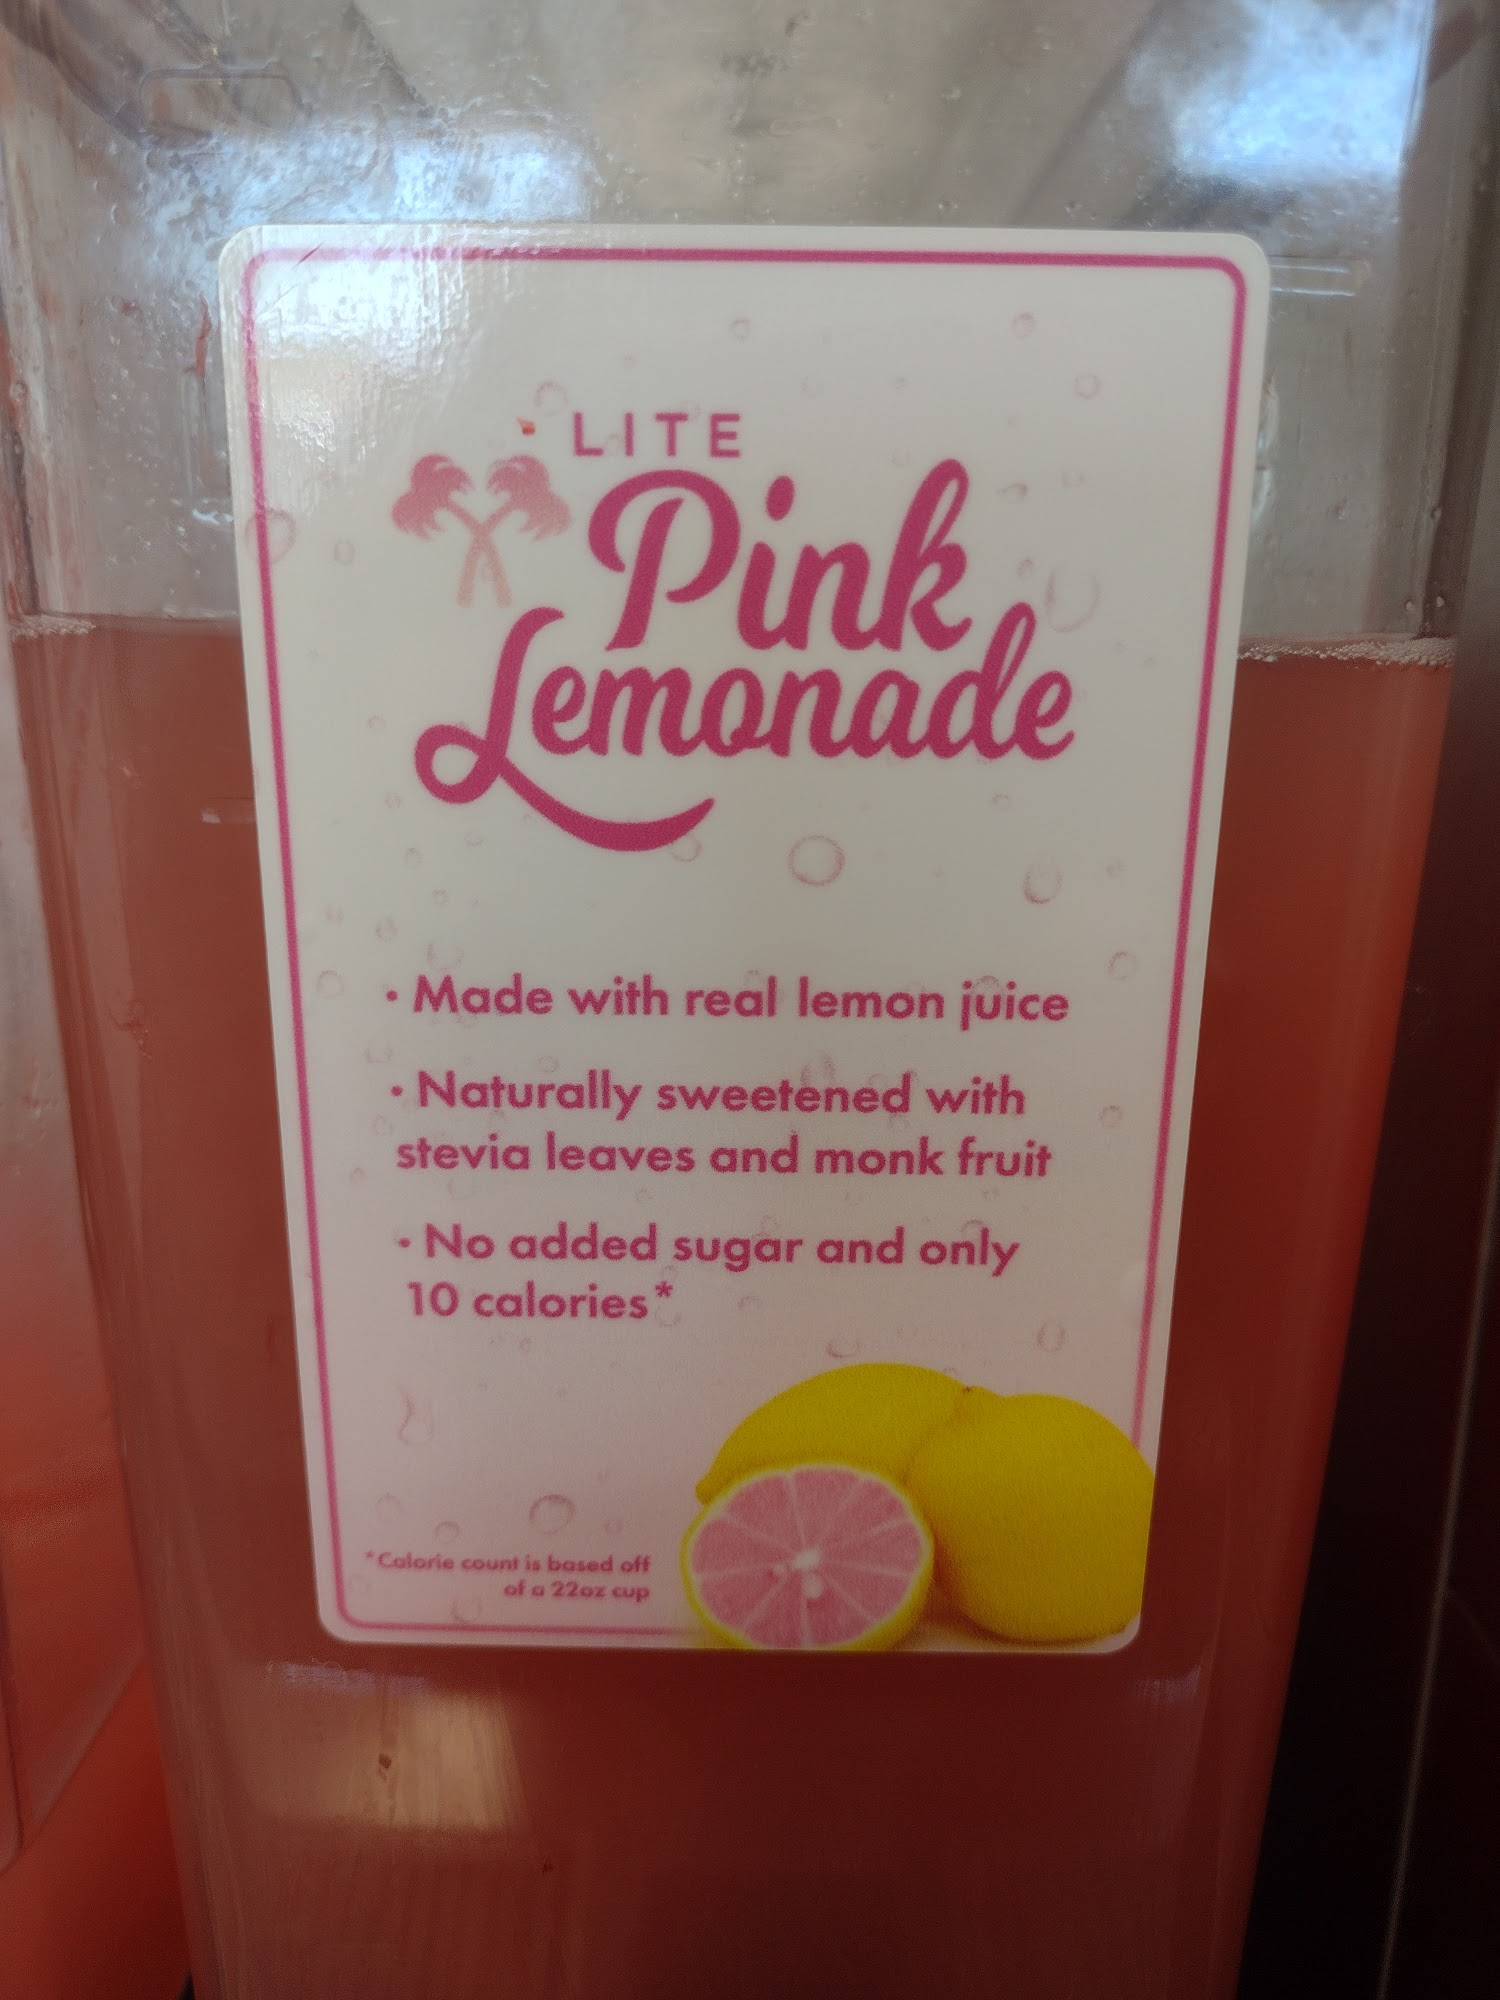 LITE
Pink
Lemonade
· Made with real lemon juice
· Naturally sweetened with
stevia leaves and monk fruit
· No added sugar and only
10 calories*
*Calorie count is based off
of a 22oz cup